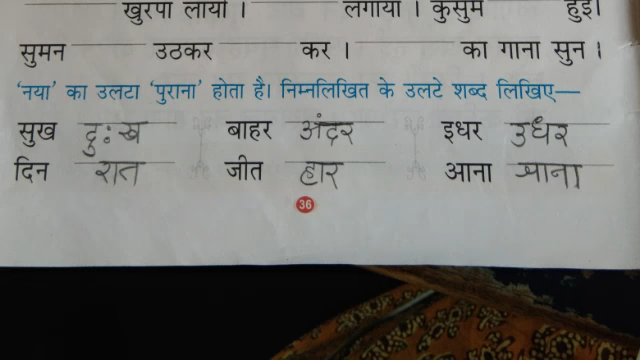 खुरपा लाया । लगाया । कुसुम हुई।
सुमन उठकर कर । का गाना सुन ।
‘नया’ का उलटा ‘पुराना’ होता है। निम्नलिखित के उलटे शब्द लिखिए—
सुख दुःख बाहर अंदर इधर उधर
दिन रात जीत हार आना जाना
36